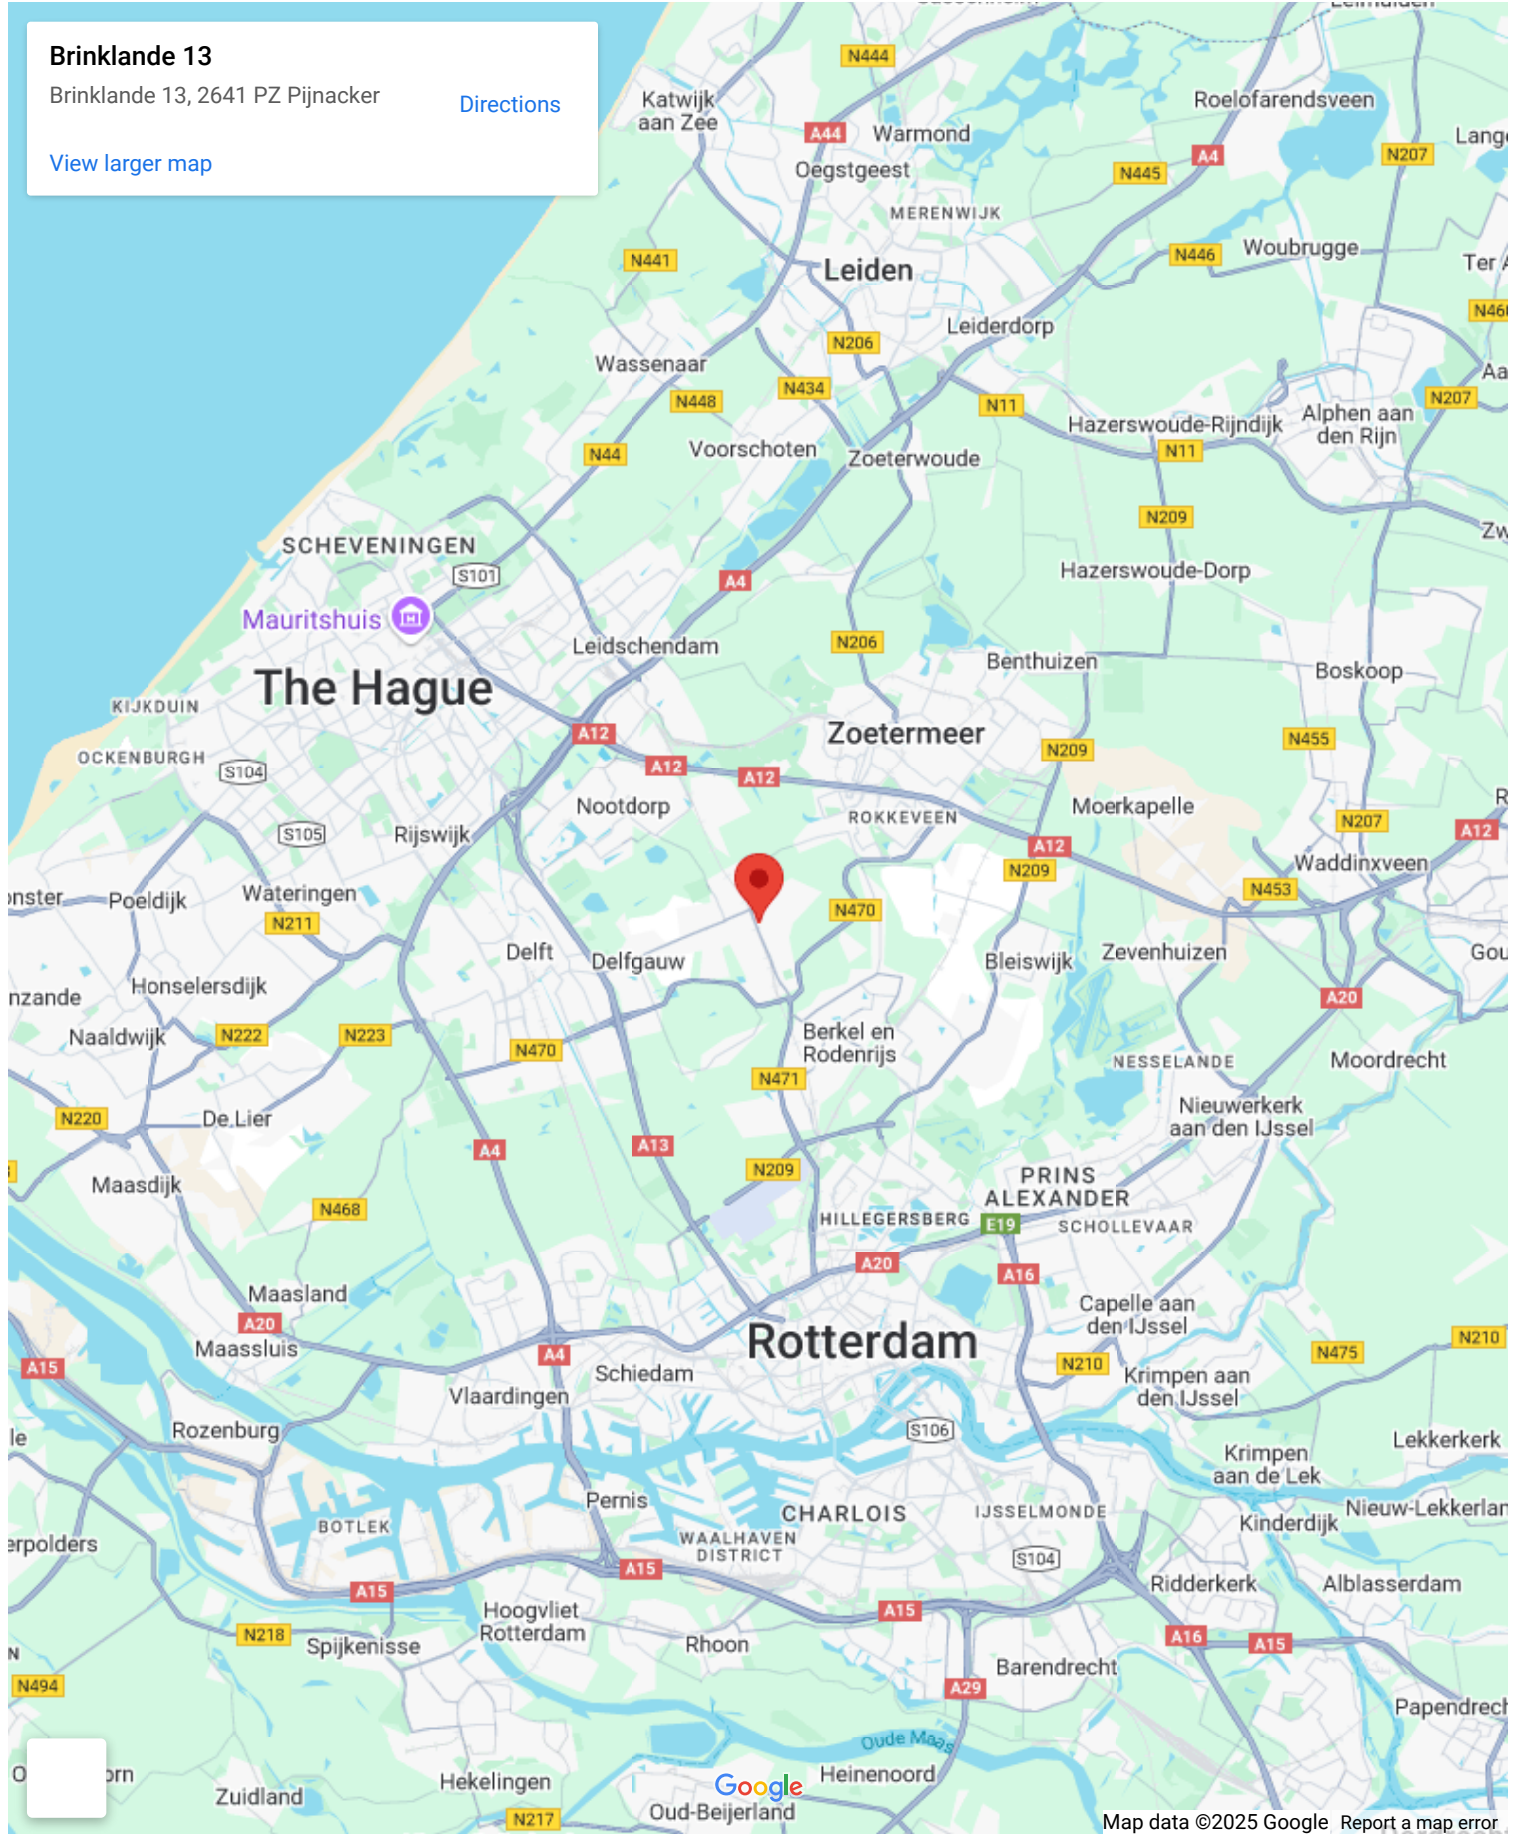 Brinklande 13
Brinklande 13, 2641 PZ Pijnacker
Directions
View larger map
N444
Katwijk
aan Zee
Roelofarendsveen
A44
Warmond
A4
N207
Oegstgeest
N445
MERENWIJK
N441
Leiden
N446
Woubrugge
Leiderdorp
N206
Wassenaar
N434
N448
N11
N207
Hazerswoude-Rijndijk
Alphen aan
den Rijn
Voorschoten
N44
Zoeterwoude
N11
N209
SCHEVENINGEN
S101
A4
Hazerswoude-Dorp
Mauritshuis
Leidschendam
N206
Benthuizen
Boskoop
The Hague
KIJKDUIN
A12
Zoetermeer
N209
N455
OCKENBURGH
S104
A12
A12
Nootdorp
ROKKEVEEN
Moerkapelle
N207
A12
S105
Rijswijk
A12
Waddinxveen
N209
N453
Poeldijk
Wateringen
N211
N470
Delft
Delfgauw
Bleiswijk
Zevenhuizen
Honselersdijk
A20
Naaldwijk
N222
N223
Berkel en
Rodenrijs
N470
NESSELANDE
Moordrecht
N471
N220
De Lier
Nieuwerkerk
aan den IJssel
A4
A13
N209
Maasdijk
PRINS
ALEXANDER
N468
HILLEGERSBERG
E19
SCHOLLEVAAR
A20
A16
Maasland
A20
Capelle aan
den IJssel
Maassluis
Rotterdam
N210
A15
A4
Schiedam
N210
N475
Vlaardingen
Krimpen aan
den IJssel
Rozenburg
S106
Lekkerkerk
Krimpen
aan de Lek
Pernis
CHARLOIS
IJSSELMONDE
BOTLEK
WAALHAVEN
DISTRICT
Kinderdijk
S104
A15
A15
Ridderkerk
Alblasserdam
Hoogvliet
Rotterdam
A15
N218
Spijkenisse
Rhoon
A16
A15
Barendrecht
N494
A29
Oude Maas
Hekelingen
Google
Heinenoord
Zuidland
Oud-Beijerland
N217
Map data ©2025 Google
Report a map error